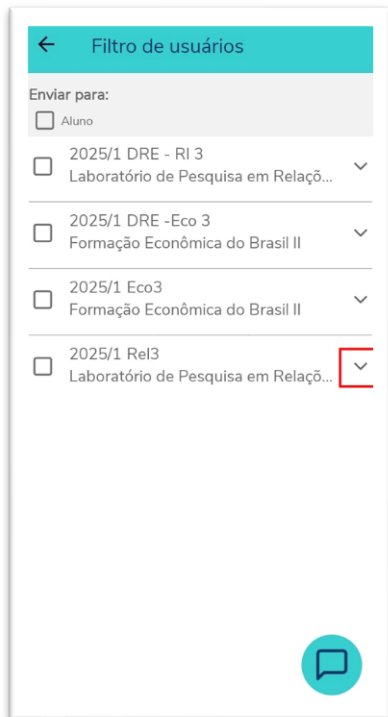 Filtro de usuários
Enviar para:
Aluno
2025/1 DRE - RI 3
Laboratório de Pesquisa em Relaçõ...
2025/1 DRE -Eco 3
Formação Econômica do Brasil II
2025/1 Eco3
Formação Econômica do Brasil II
2025/1 Rel3
Laboratório de Pesquisa em Relaçõ...